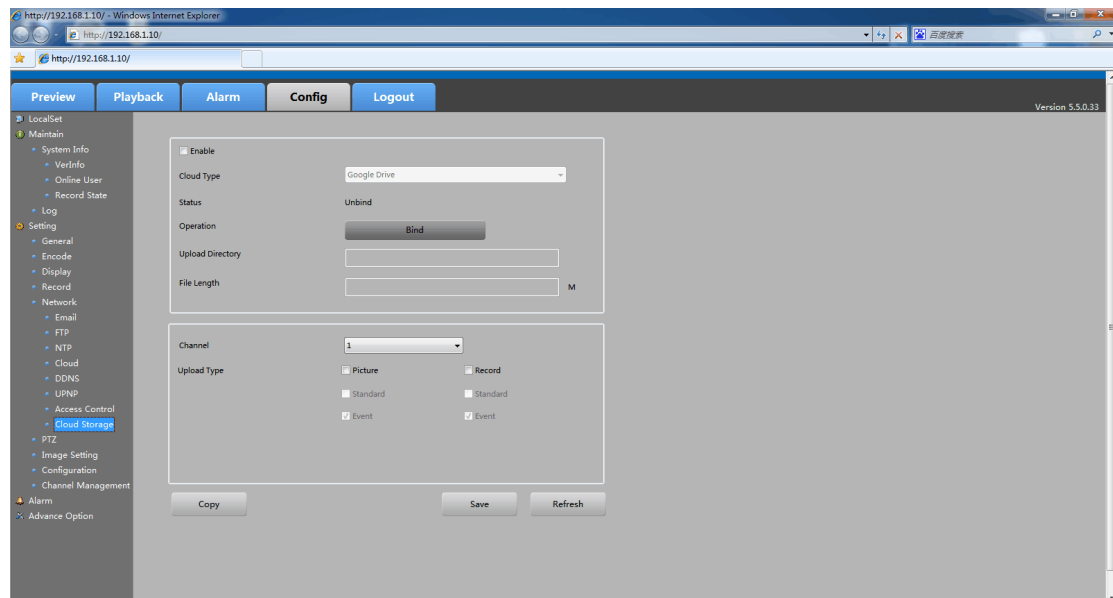 http://192.168.1.10/ - Windows Internet Explorer
http://192.168.1.10/
百度搜索
http://192.168.1.10/
Preview Playback Alarm Config Logout
Version 5.5.0.33
LocalSet
Maintain
System Info
VerInfo
Online User
Record State
Log
Setting
General
Encode
Display
Record
Network
Email
FTP
NTP
Cloud
DDNS
UPNP
Access Control
Cloud Storage
PTZ
Image Setting
Configuration
Channel Management
Alarm
Advance Option
Enable
Cloud Type Google Drive
Status Unbind
Operation Bind
Upload Directory
File Length M
Channel 1
Upload Type Picture Record
Standard Standard
Event Event
Copy Save Refresh